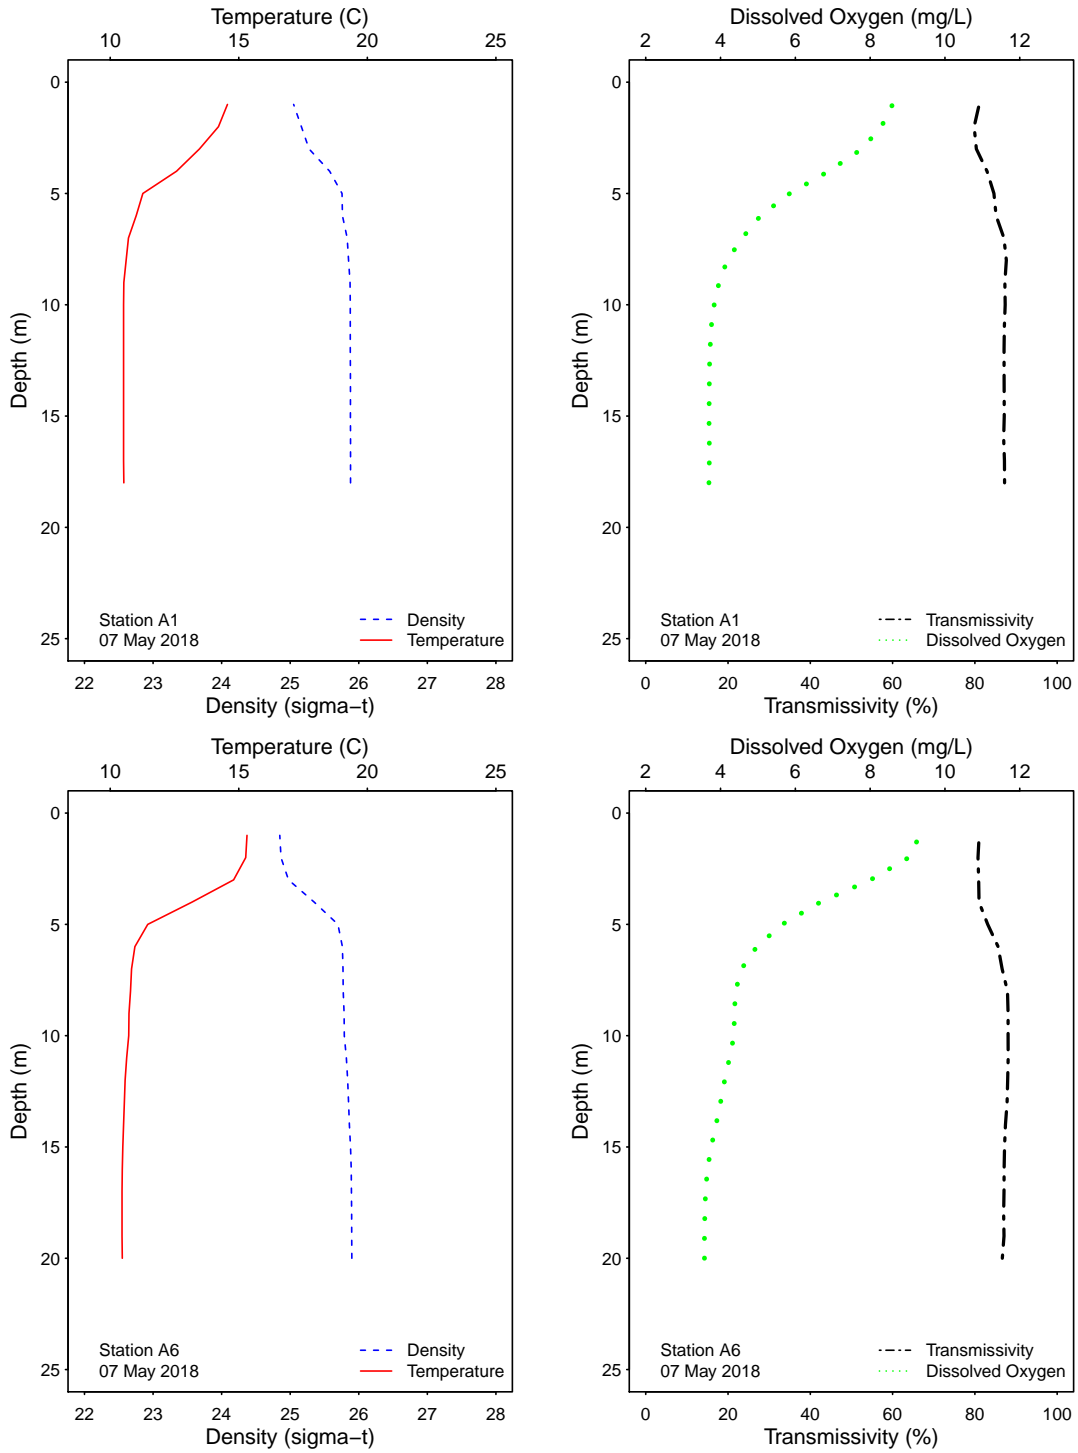 Temperature (C)
10 15 20 25
0
5
10
15
20
25
Depth (m)
Station A1
07 May 2018
Density
Temperature
22 23 24 25 26 27 28
Density (sigma−t)
Dissolved Oxygen (mg/L)
2 4 6 8 10 12
0
5
10
15
20
25
Depth (m)
Station A1
07 May 2018
Transmissivity
Dissolved Oxygen
0 20 40 60 80 100
Transmissivity (%)
Temperature (C)
10 15 20 25
0
5
10
15
20
25
Depth (m)
Station A6
07 May 2018
Density
Temperature
22 23 24 25 26 27 28
Density (sigma−t)
Dissolved Oxygen (mg/L)
2 4 6 8 10 12
0
5
10
15
20
25
Depth (m)
Station A6
07 May 2018
Transmissivity
Dissolved Oxygen
0 20 40 60 80 100
Transmissivity (%)